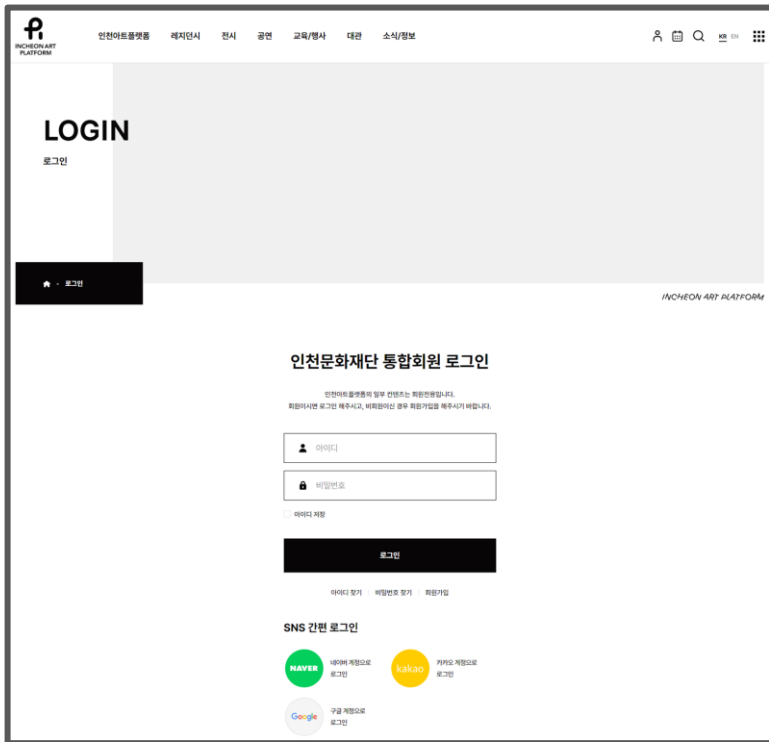 INCHEON ART
PLATFORM
인천아트플랫폼 레지던시 전시 공연 교육/행사 대관 소식/정보
KR EN
LOGIN
로그인
로그인
INCHEON ART PLATFORM
인천문화재단 통합회원 로그인
인천아트플랫폼의 일부 컨텐츠는 회원전용입니다.
회원이시면 로그인 해주시고, 비회원이신 경우 회원가입을 해주시기 바랍니다.
아이디
비밀번호
아이디 저장
로그인
아이디 찾기 비밀번호 찾기 회원가입
SNS 간편 로그인
NAVER
네이버 계정으로
로그인
kakao
카카오 계정으로
로그인
Google
구글 계정으로
로그인